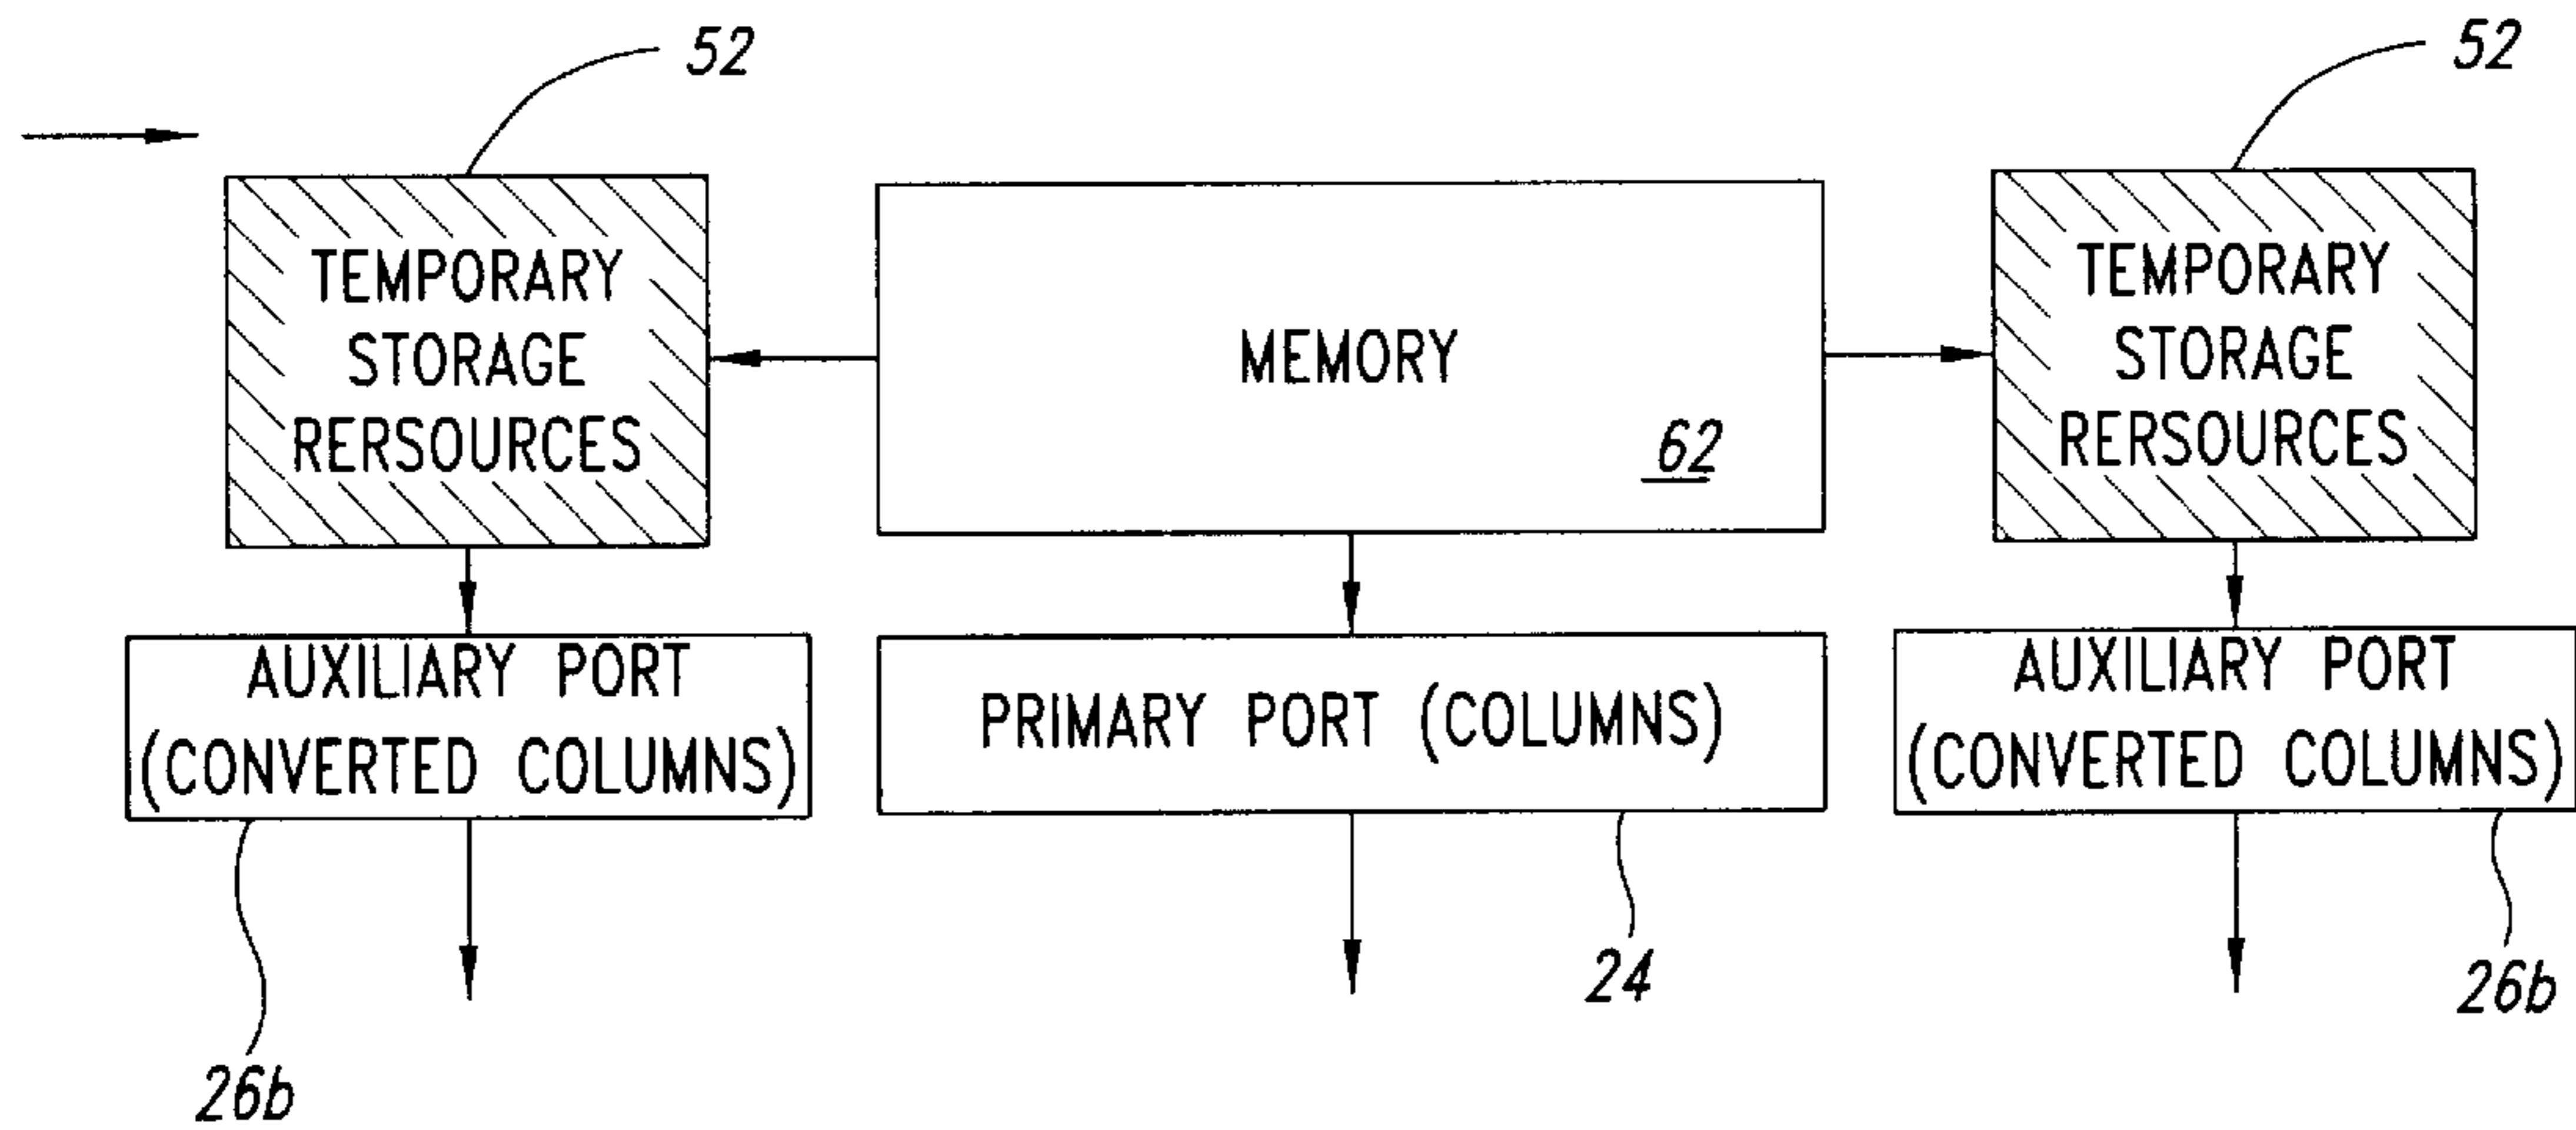 52
52
TEMPORARY
STORAGE
RERSOURCES
MEMORY
62
TEMPORARY
STORAGE
RERSOURCES
AUXILIARY PORT
(CONVERTED COLUMNS)
PRIMARY PORT (COLUMNS)
AUXILIARY PORT
(CONVERTED COLUMNS)
26b
24
26b